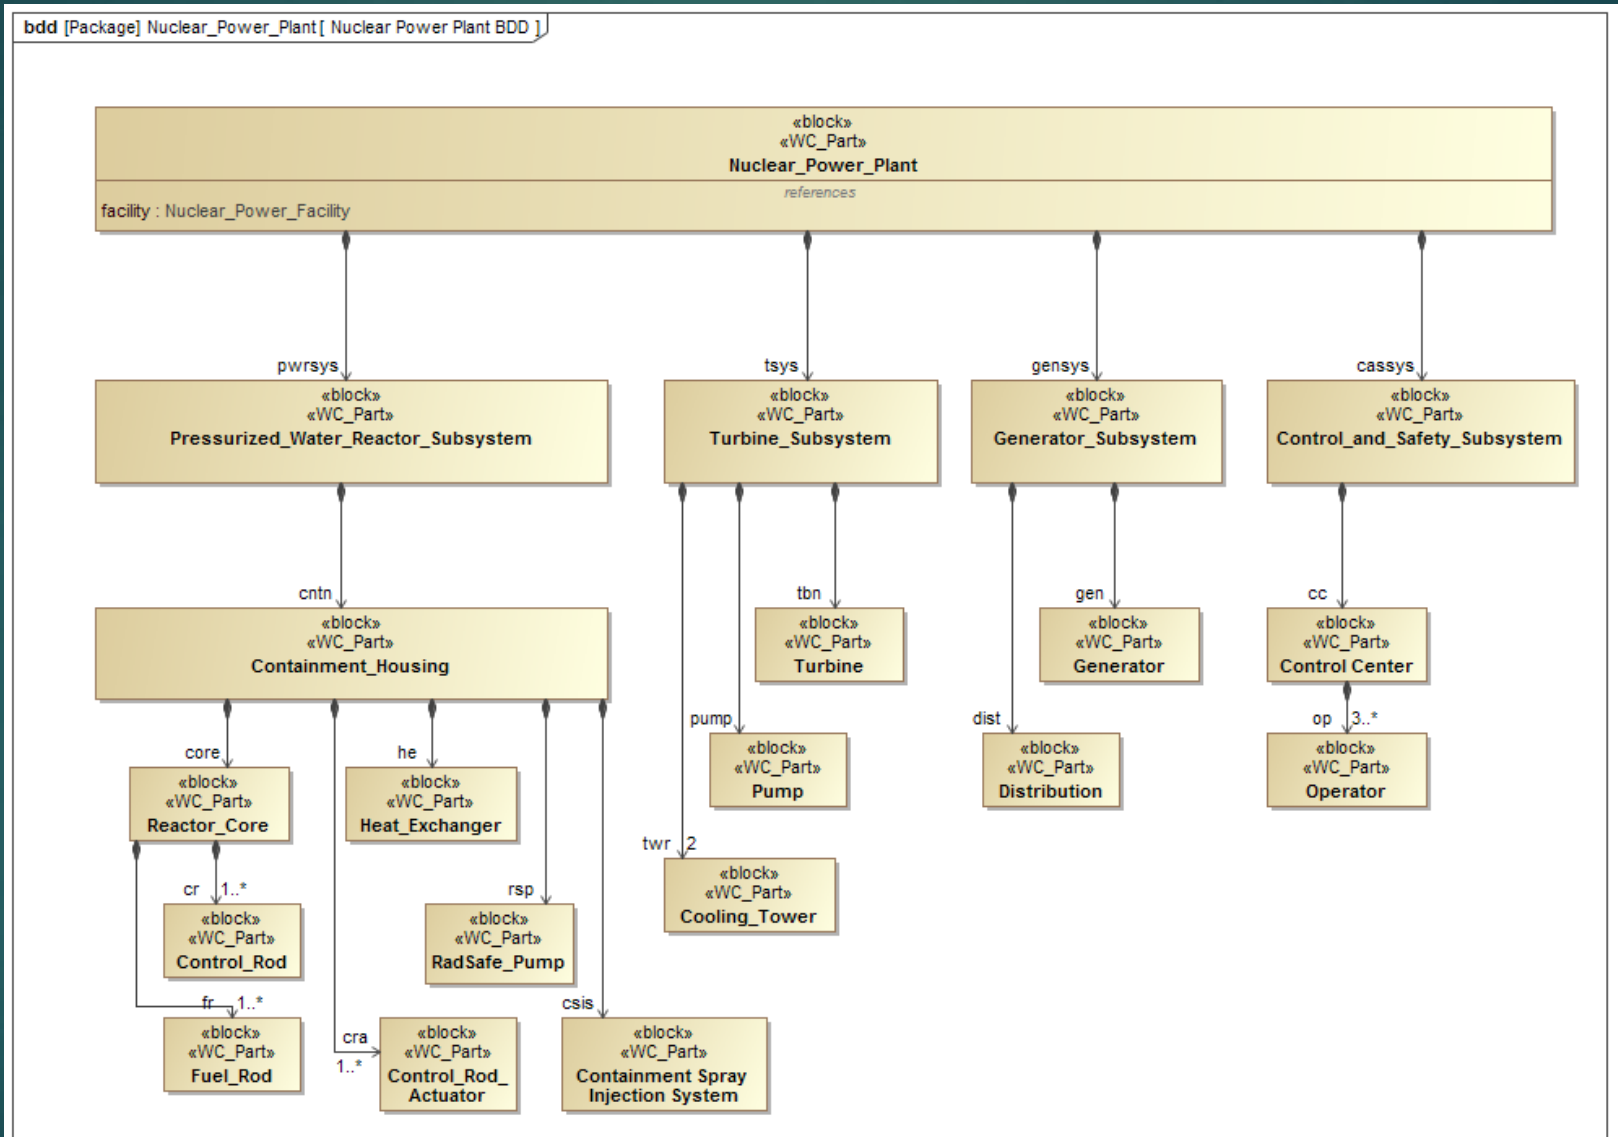 bdd [Package] Nuclear_Power_Plant [ Nuclear Power Plant BDD ]
«block»
«WC_Part»
Nuclear_Power_Plant
references
facility : Nuclear_Power_Facility
pwrsys
tsys
gensys
cassys
«block»
«WC_Part»
Pressurized_Water_Reactor_Subsystem
«block»
«WC_Part»
Turbine_Subsystem
«block»
«WC_Part»
Generator_Subsystem
«block»
«WC_Part»
Control_and_Safety_Subsystem
cntn
tbn
gen
cc
«block»
«WC_Part»
Containment_Housing
«block»
«WC_Part»
Turbine
«block»
«WC_Part»
Generator
«block»
«WC_Part»
Control Center
pump
dist
op 3..*
core
he
«block»
«WC_Part»
Pump
«block»
«WC_Part»
Distribution
«block»
«WC_Part»
Operator
«block»
«WC_Part»
Reactor_Core
«block»
«WC_Part»
Heat_Exchanger
twr 2
«block»
«WC_Part»
Cooling_Tower
cr 1..*
rsp
«block»
«WC_Part»
Control_Rod
«block»
«WC_Part»
RadSafe_Pump
fr 1..*
csis
cra
1..*
«block»
«WC_Part»
Fuel_Rod
«block»
«WC_Part»
Control_Rod_
Actuator
«block»
«WC_Part»
Containment Spray
Injection System